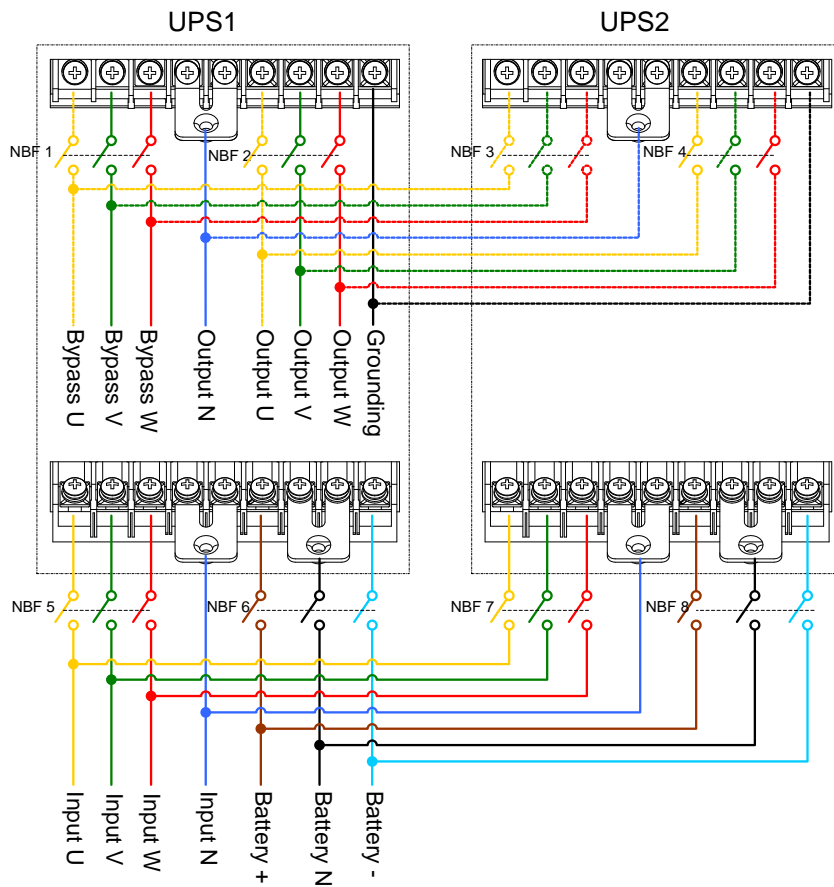 UPS1
UPS2
NBF 1
NBF 2
NBF 3
NBF 4
Bypass U
Bypass V
Bypass W
Output N
Output U
Output V
Output W
Grounding
NBF 5
NBF 6
NBF 7
NBF 8
Input U
Input V
Input W
Input N
Battery +
Battery N
Battery -